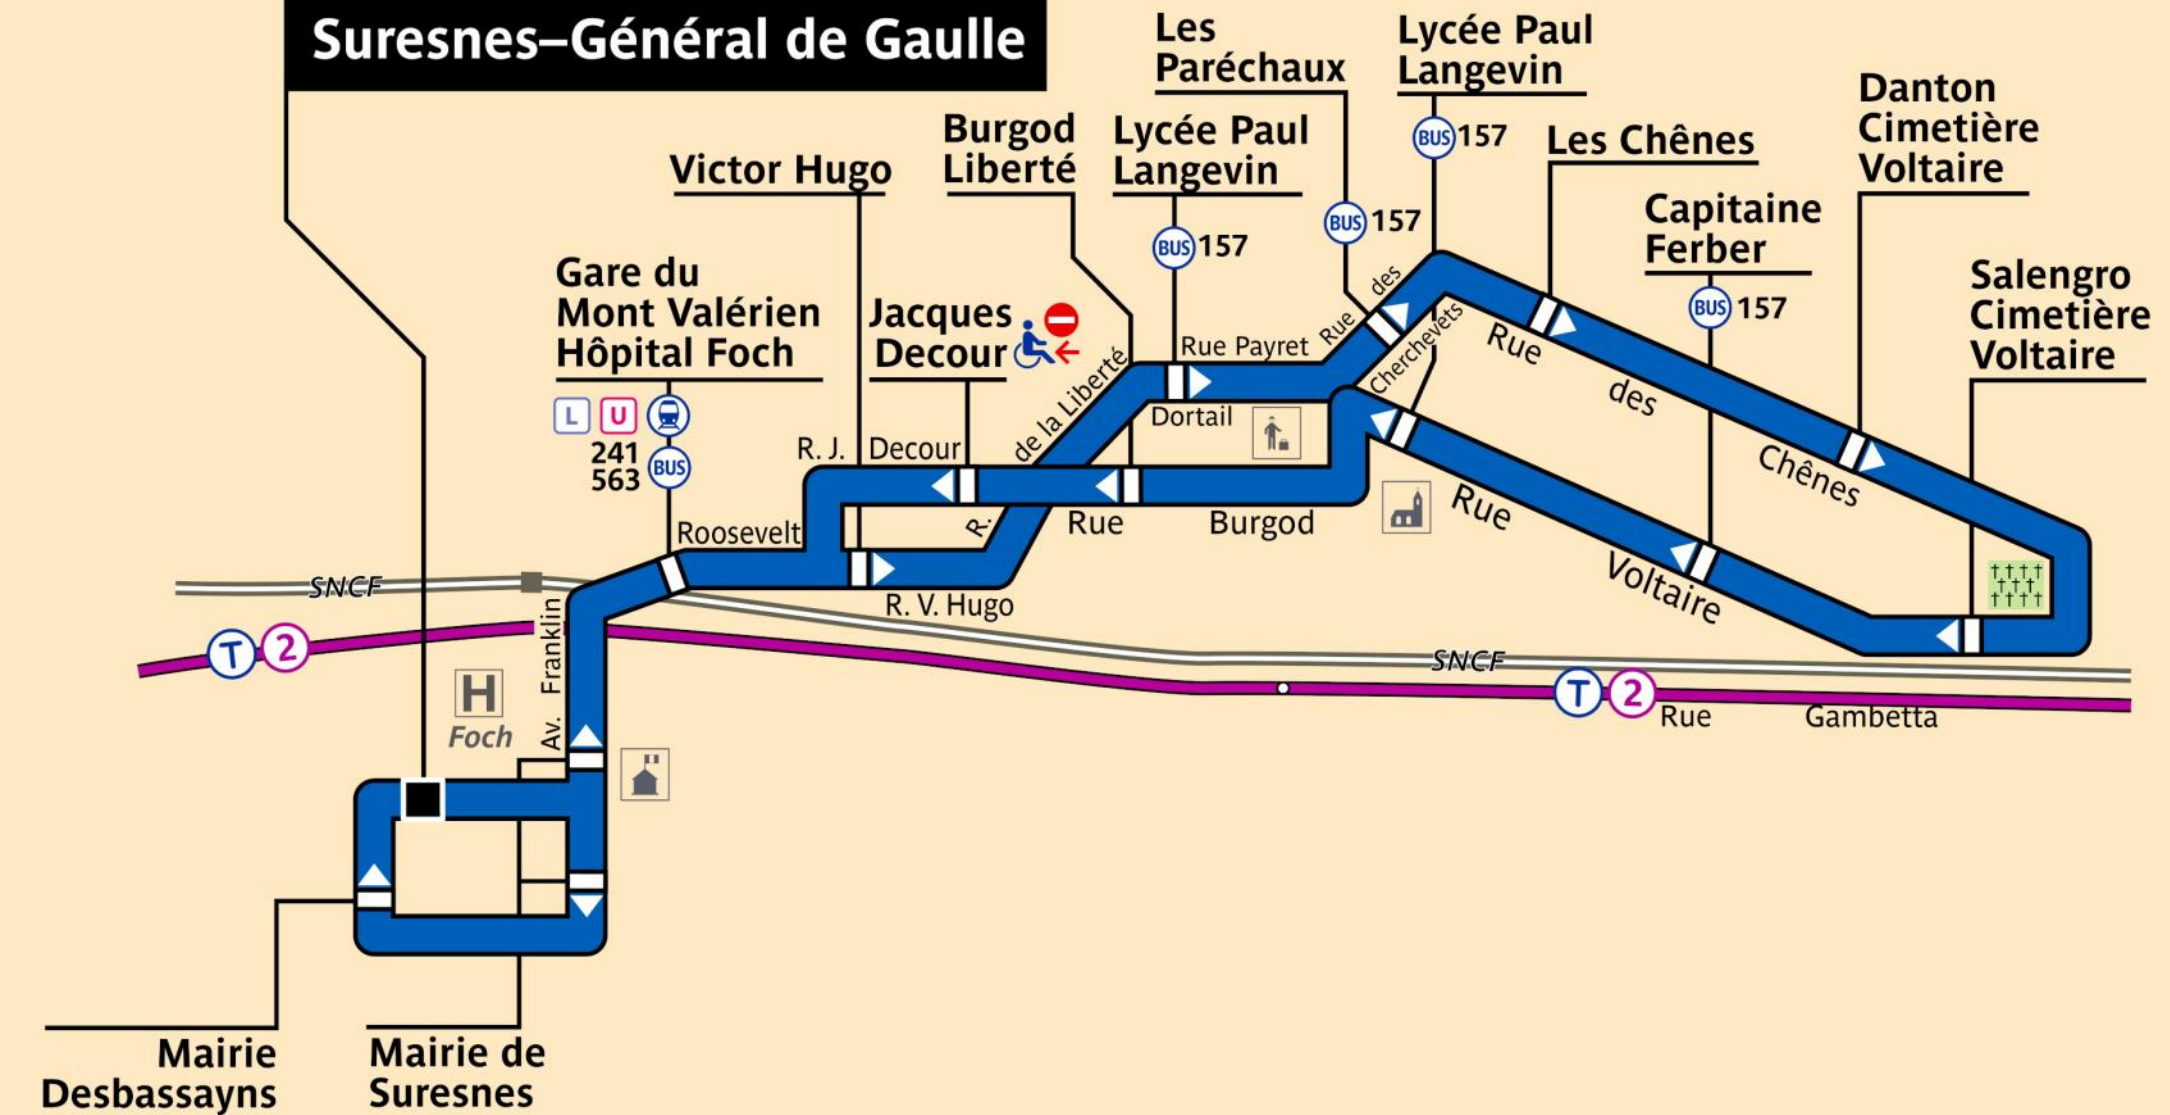 Suresnes–Général de Gaulle
Les
Paréchaux
Lycée Paul
Langevin
BUS 157
Les Chênes
Danton
Cimetière
Voltaire
Burgod
Liberté
Lycée Paul
Langevin
BUS 157
BUS 157
Victor Hugo
Capitaine
Ferber
BUS 157
Salengro
Cimetière
Voltaire
Gare du
Mont Valérien
Hôpital Foch
L U
241
563
BUS
Jacques
Decour
R. J. Decour
R. de la Liberté
Rue Payret
Dortail
Rue des
Cherchevets
Rue des Chênes
Rue Burgod
Rue Voltaire
Roosevelt
R. V. Hugo
SNCF
T 2
Av. Franklin
H
Foch
SNCF
T 2
Rue Gambetta
Mairie
Desbassayns
Mairie de
Suresnes